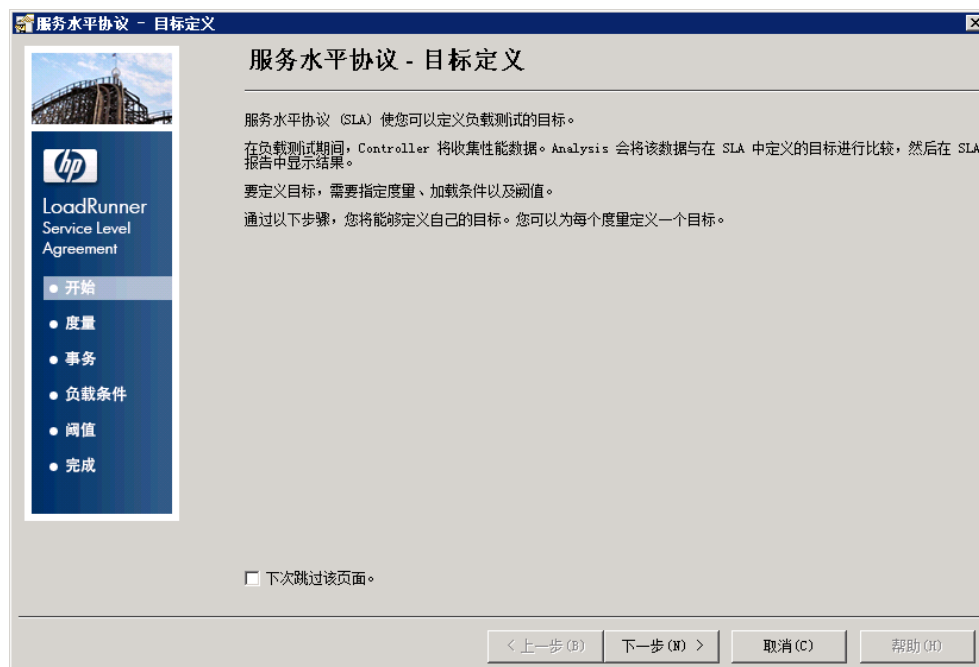 服务水平协议 - 目标定义
服务水平协议 - 目标定义
服务水平协议 (SLA) 使您可以定义负载测试的目标。
在负载测试期间，Controller 将收集性能数据。Analysis 会将该数据与在 SLA 中定义的目标进行比较，然后在 SLA
报告中显示结果。
要定义目标，需要指定度量、加载条件以及阈值。
通过以下步骤，您将能够定义自己的目标。您可以为每个度量定义一个目标。
hp
LoadRunner
Service Level
Agreement
开始
度量
事务
负载条件
阈值
完成
下次跳过该页面。
< 上一步(B)
下一步(N) >
取消(C)
帮助(H)